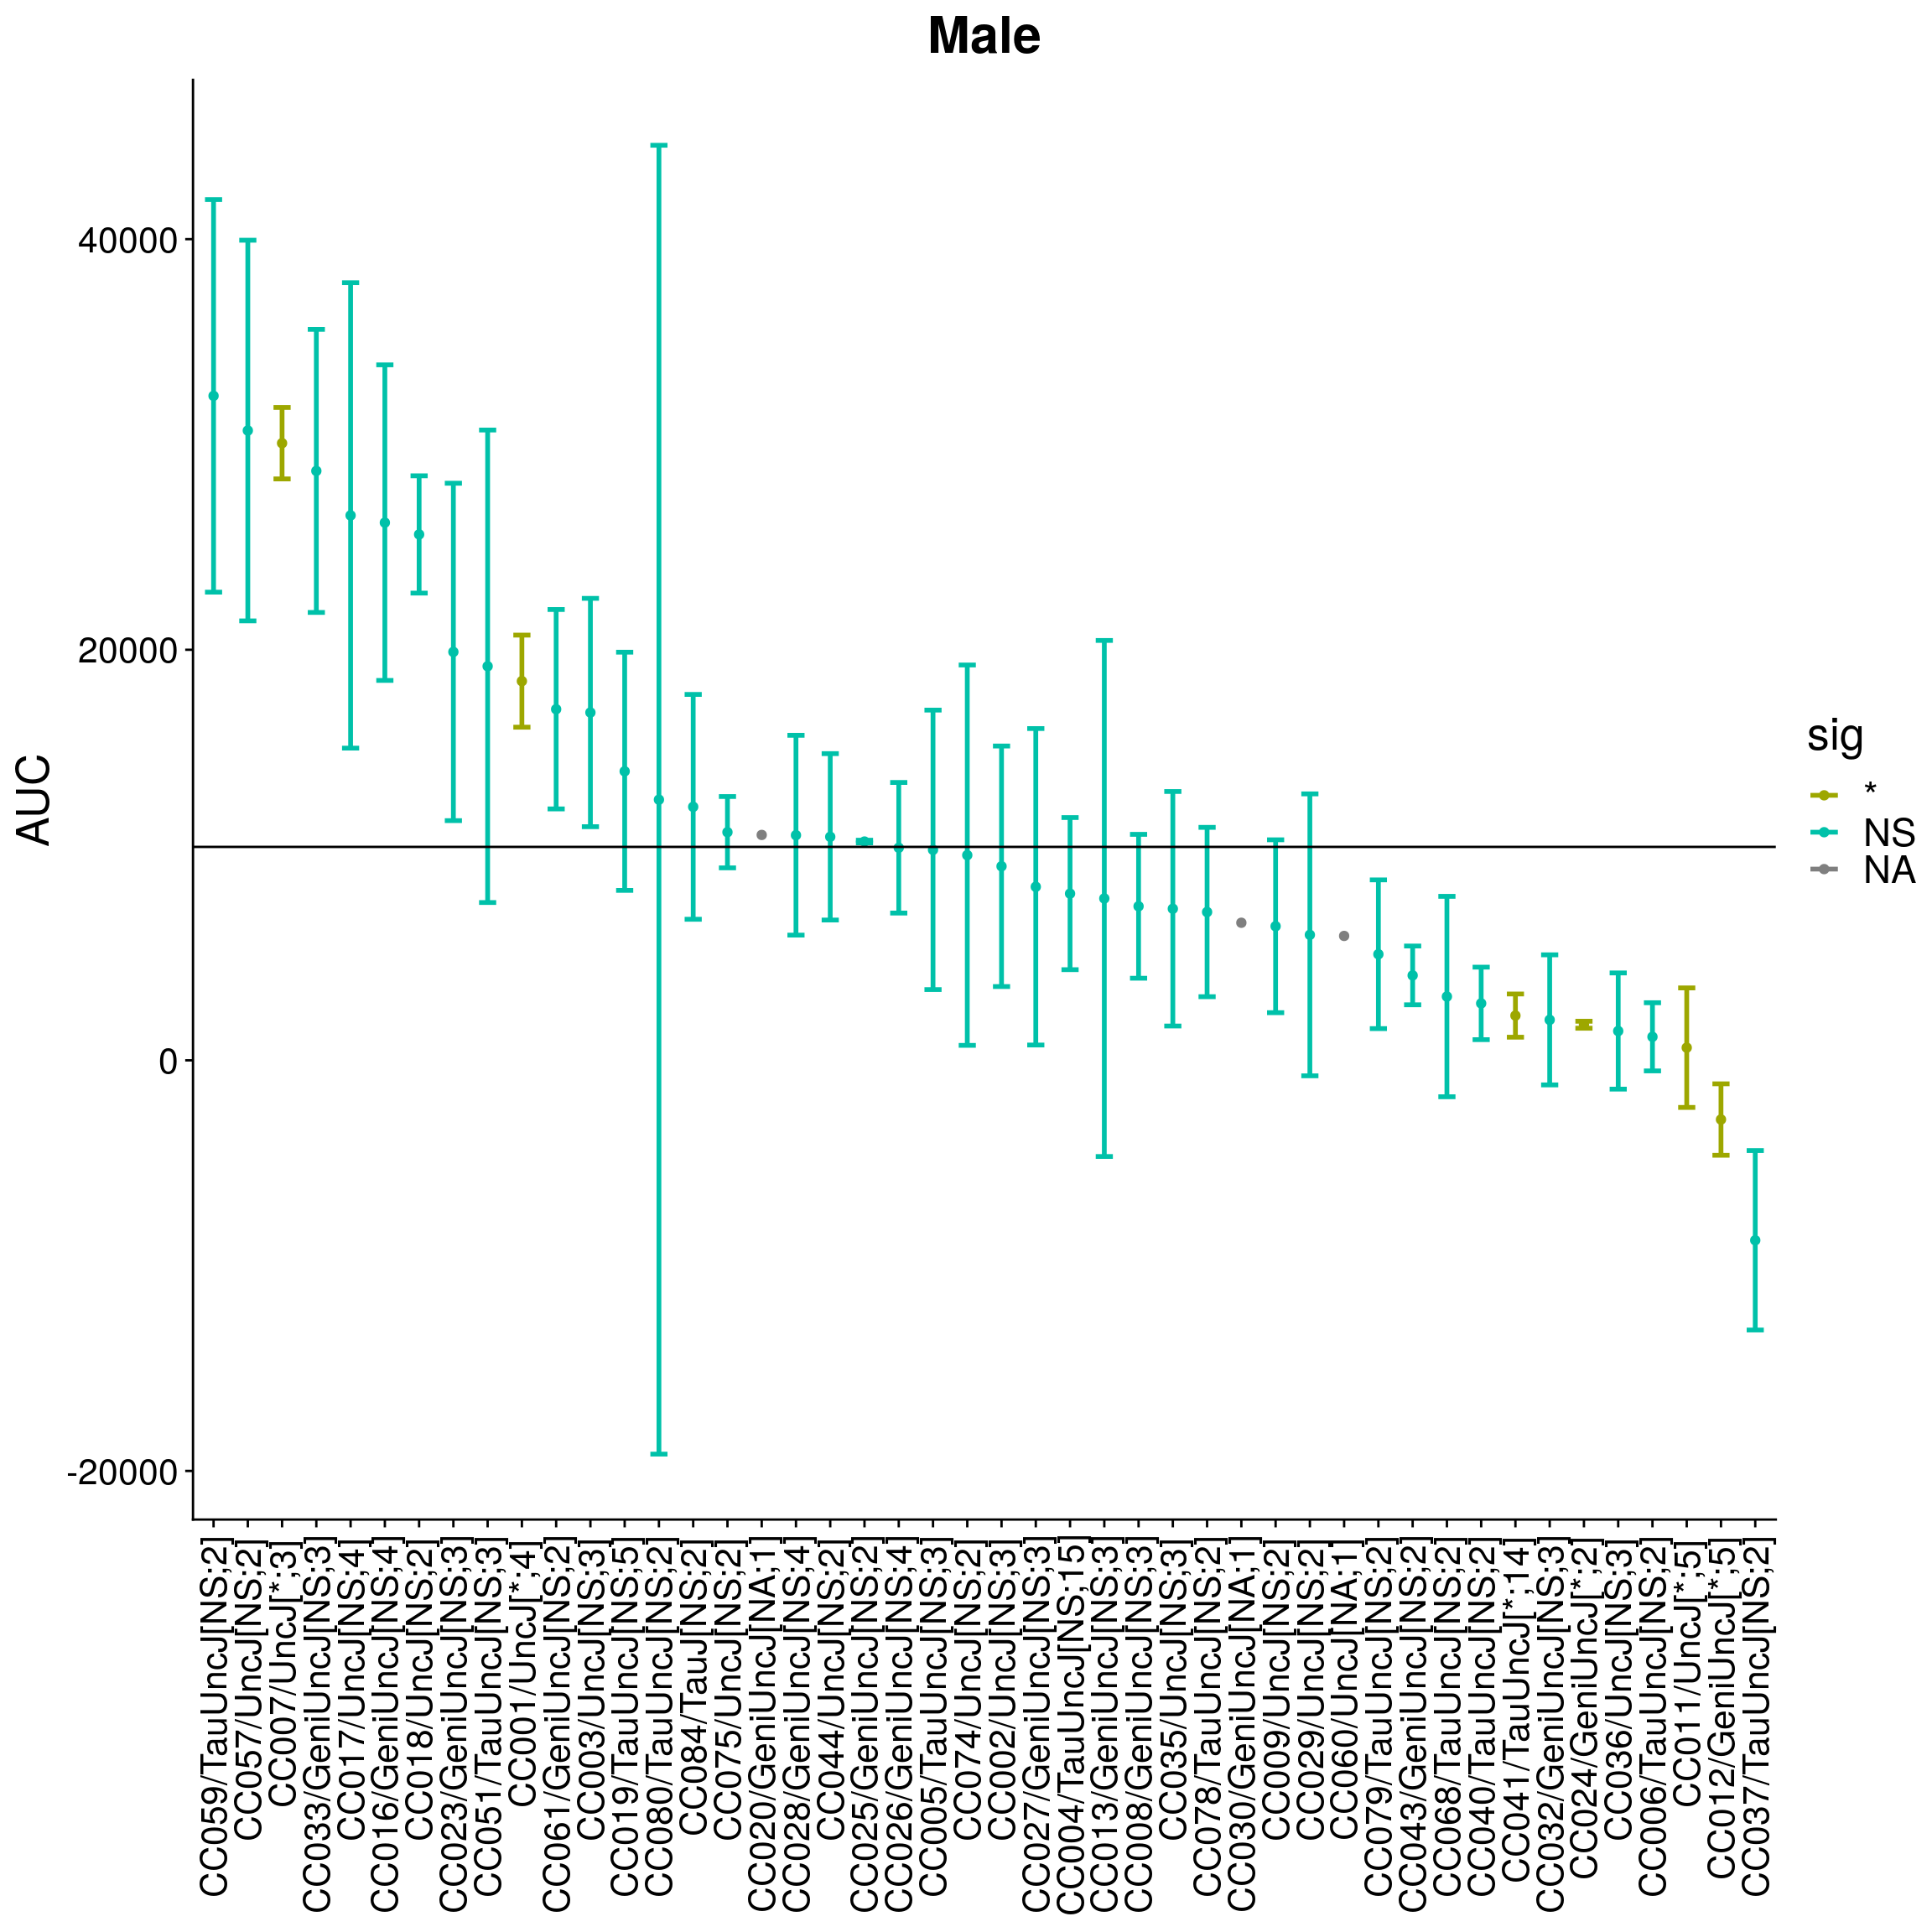 Male
AUC
40000
20000
0
-20000
CC059/TauUncJ[NS;2]
CC057/UncJ[NS;2]
CC007/UncJ[*;3]
CC033/GeniUncJ[NS;3]
CC017/UncJ[NS;4]
CC016/GeniUncJ[NS;4]
CC018/UncJ[NS;2]
CC023/GeniUncJ[NS;3]
CC051/TauUncJ[NS;3]
CC001/UncJ[*;4]
CC061/GeniUncJ[NS;2]
CC003/UncJ[NS;3]
CC019/TauUncJ[NS;5]
CC080/TauUncJ[NS;2]
CC084/TauJ[NS;2]
CC075/UncJ[NS;2]
CC020/GeniUncJ[NA;1]
CC028/GeniUncJ[NS;4]
CC044/UncJ[NS;2]
CC025/GeniUncJ[NS;2]
CC026/GeniUncJ[NS;4]
CC005/TauUncJ[NS;3]
CC074/UncJ[NS;2]
CC002/UncJ[NS;3]
CC027/GeniUncJ[NS;3]
CC004/TauUncJ[NS;15]
CC013/GeniUncJ[NS;3]
CC008/GeniUncJ[NS;3]
CC035/UncJ[NS;3]
CC078/TauUncJ[NS;2]
CC030/GeniUncJ[NA;1]
CC009/UncJ[NS;2]
CC029/UncJ[NS;2]
CC060/UncJ[NA;1]
CC079/TauUncJ[NS;2]
CC043/GeniUncJ[NS;2]
CC068/TauUncJ[NS;2]
CC040/TauUncJ[NS;2]
CC041/TauUncJ[*;14]
CC032/GeniUncJ[NS;3]
CC024/GeniUncJ[*;2]
CC036/UncJ[NS;3]
CC006/TauUncJ[NS;2]
CC011/UncJ[*;5]
CC012/GeniUncJ[*;5]
CC037/TauUncJ[NS;2]
sig
*
NS
NA